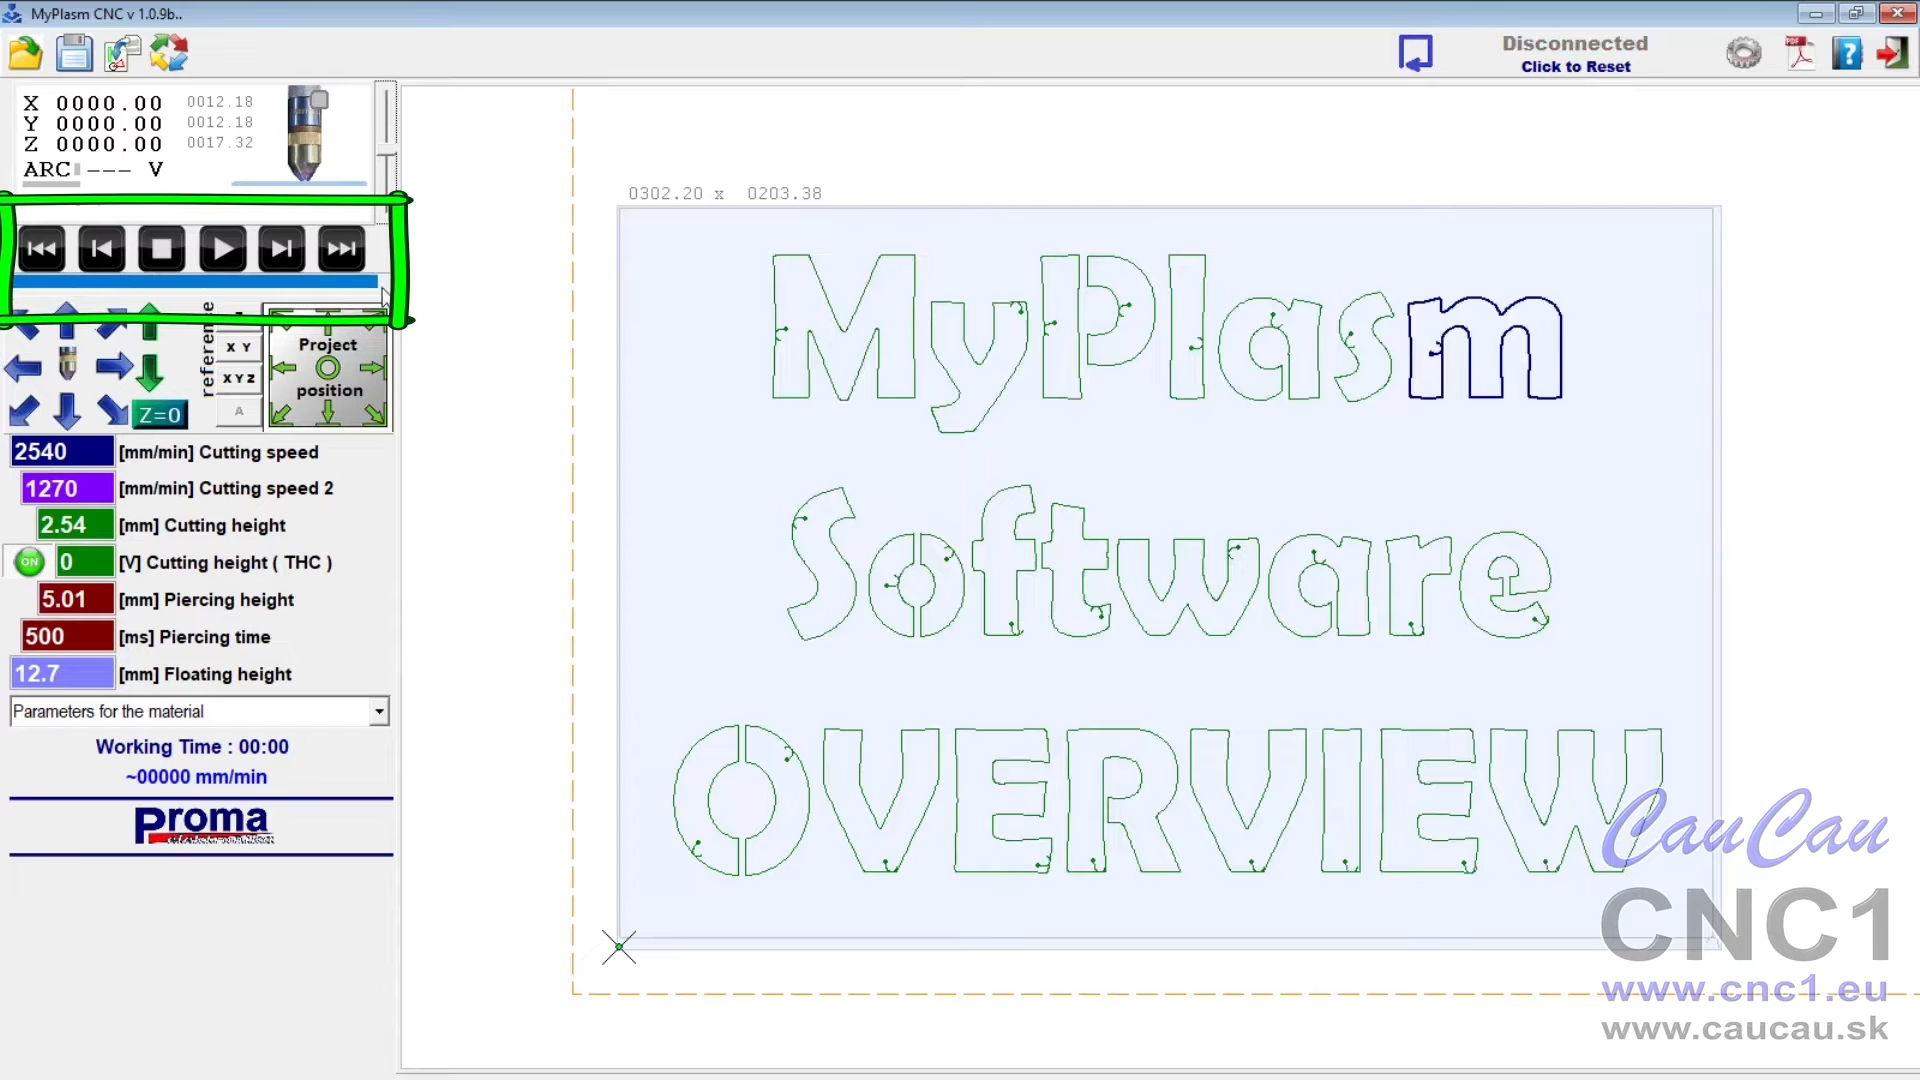 MyPlasm CNC v 1.0.9b..
Disconnected
Click to Reset
X 0000.00 0012.18
Y 0000.00 0012.18
Z 0000.00 0017.32
ARC --- V
0302.20 x 0203.38
reference
X Y
X Y Z
A
Z=0
Project
position
2540 [mm/min] Cutting speed
1270 [mm/min] Cutting speed 2
2.54 [mm] Cutting height
ON 0 [V] Cutting height ( THC )
5.01 [mm] Piercing height
500 [ms] Piercing time
12.7 [mm] Floating height
Parameters for the material
Working Time : 00:00
~00000 mm/min
Proma
MyPlasm
Software
OVERVIEW
CauCau
CNC1
www.cnc1.eu
www.caucau.sk